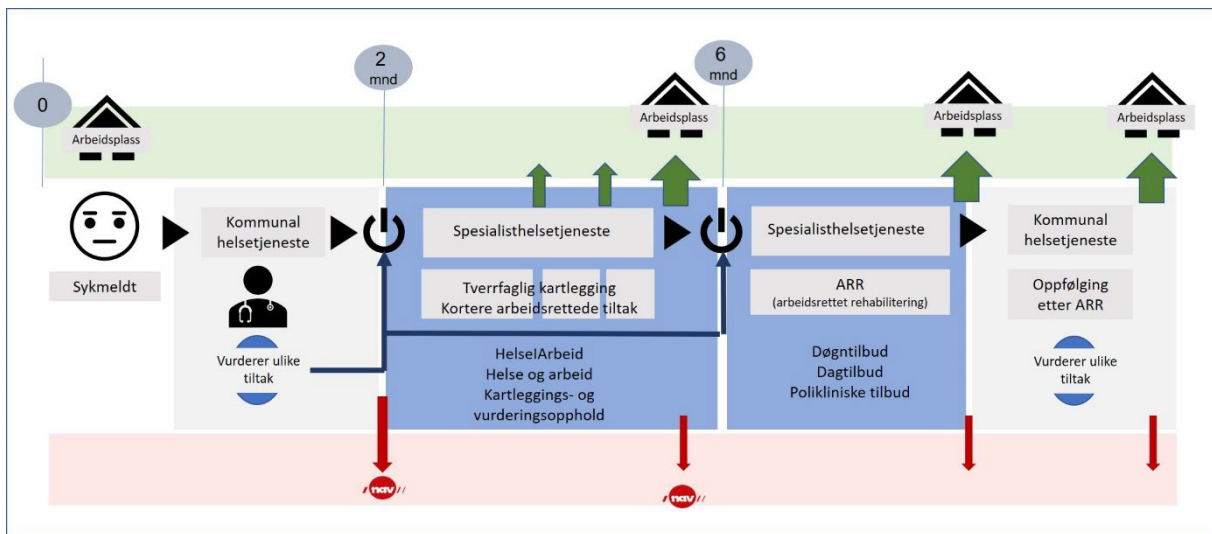 0
2
mnd
6
mnd
Arbeidsplass
Arbeidsplass
Arbeidsplass
Arbeidsplass
Sykmeldt
Kommunal
helsetjeneste
Vurderer ulike
tiltak
Spesialisthelsetjeneste
Tverrfaglig kartlegging
Kortere arbeidsrettede tiltak
HelseIArbeid
Helse og arbeid
Kartleggings- og
vurderingsopphold
Spesialisthelsetjeneste
ARR
(arbeidsrettet rehabilitering)
Døgntilbud
Dagtilbud
Polikliniske tilbud
Kommunal
helsetjeneste
Oppfølging
etter ARR
Vurderer ulike
tiltak
nav
nav